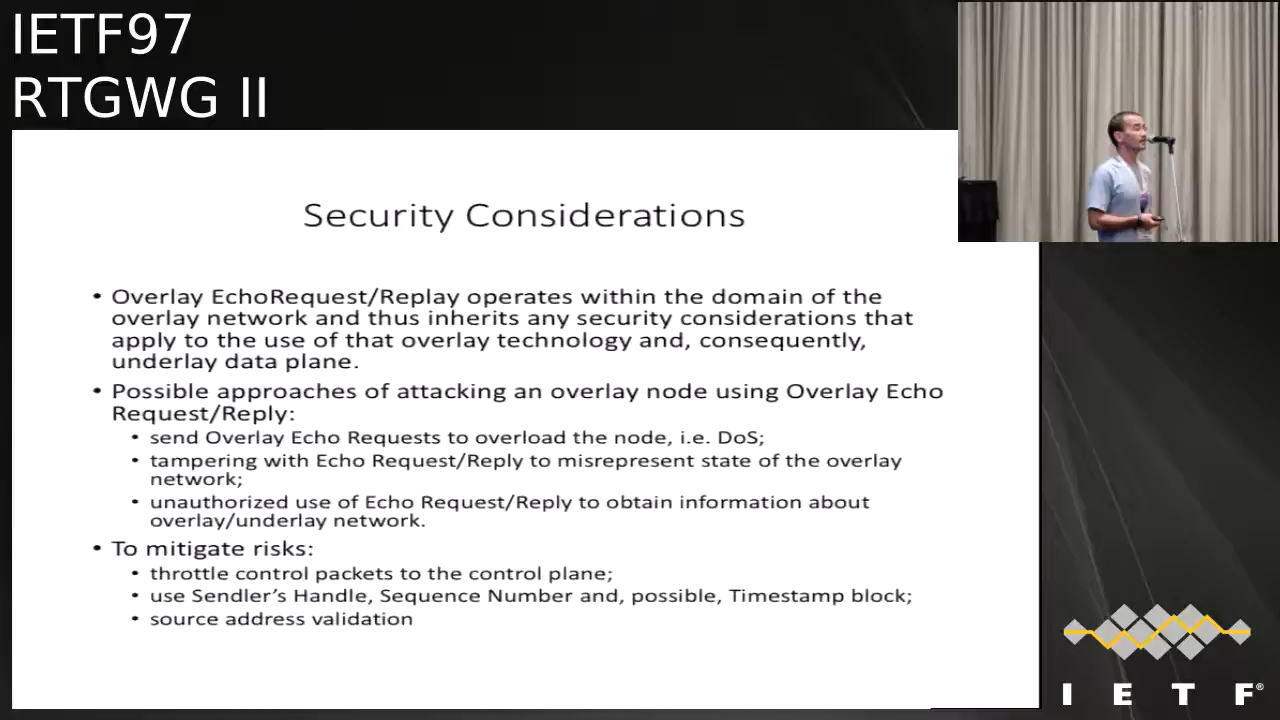 IETF97
RTGWG II
Security Considerations
• Overlay EchoRequest/Replay operates within the domain of the
overlay network and thus inherits any security considerations that
apply to the use of that overlay technology and, consequently,
underlay data plane.
• Possible approaches of attacking an overlay node using Overlay Echo
Request/Reply:
• send Overlay Echo Requests to overload the node, i.e. DoS;
• tampering with Echo Request/Reply to misrepresent state of the overlay
network;
• unauthorized use of Echo Request/Reply to obtain information about
overlay/underlay network.
• To mitigate risks:
• throttle control packets to the control plane;
• use Sendler’s Handle, Sequence Number and, possible, Timestamp block;
• source address validation
I E T F®